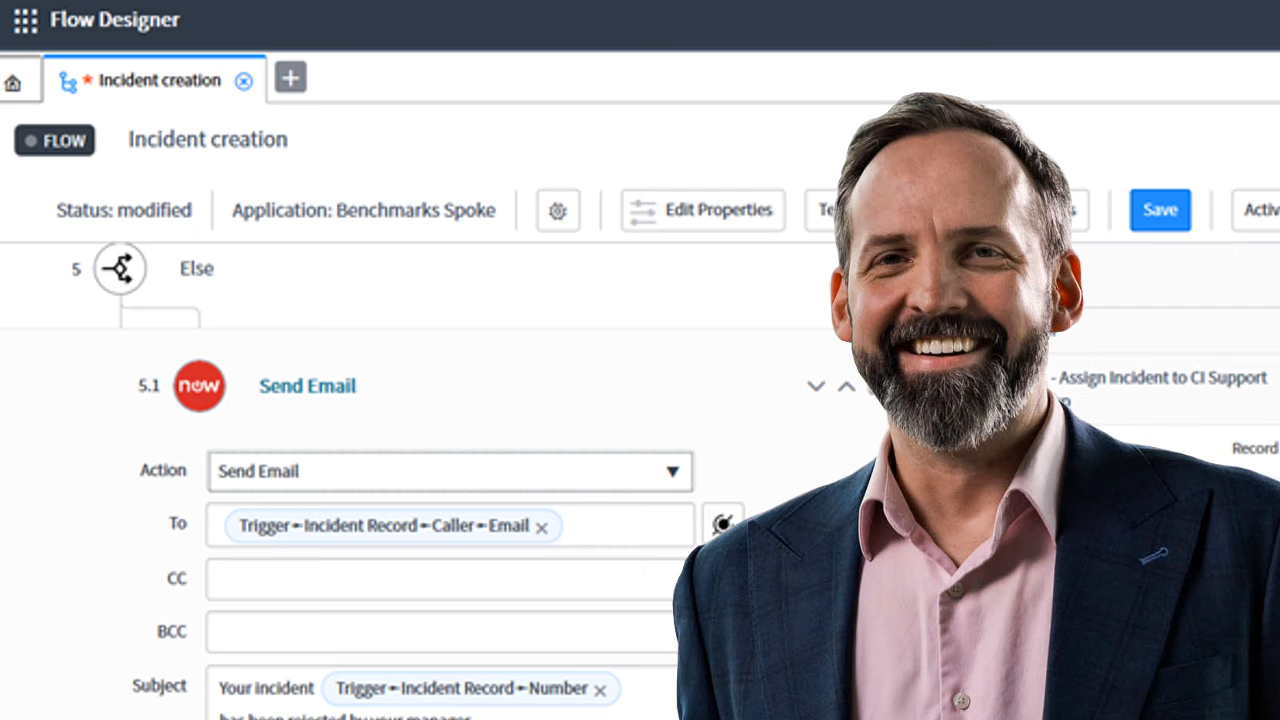 Flow Designer
* Incident creation
FLOW Incident creation
Status: modified Application: Benchmarks Spoke Edit Properties Save
5 Else
5.1 now Send Email
- Assign Incident to CI Support
Record
Action Send Email
To Trigger➛Incident Record➛Caller➛Email
CC
BCC
Subject Your incident Trigger➛Incident Record➛Number
has been rejected by your manager